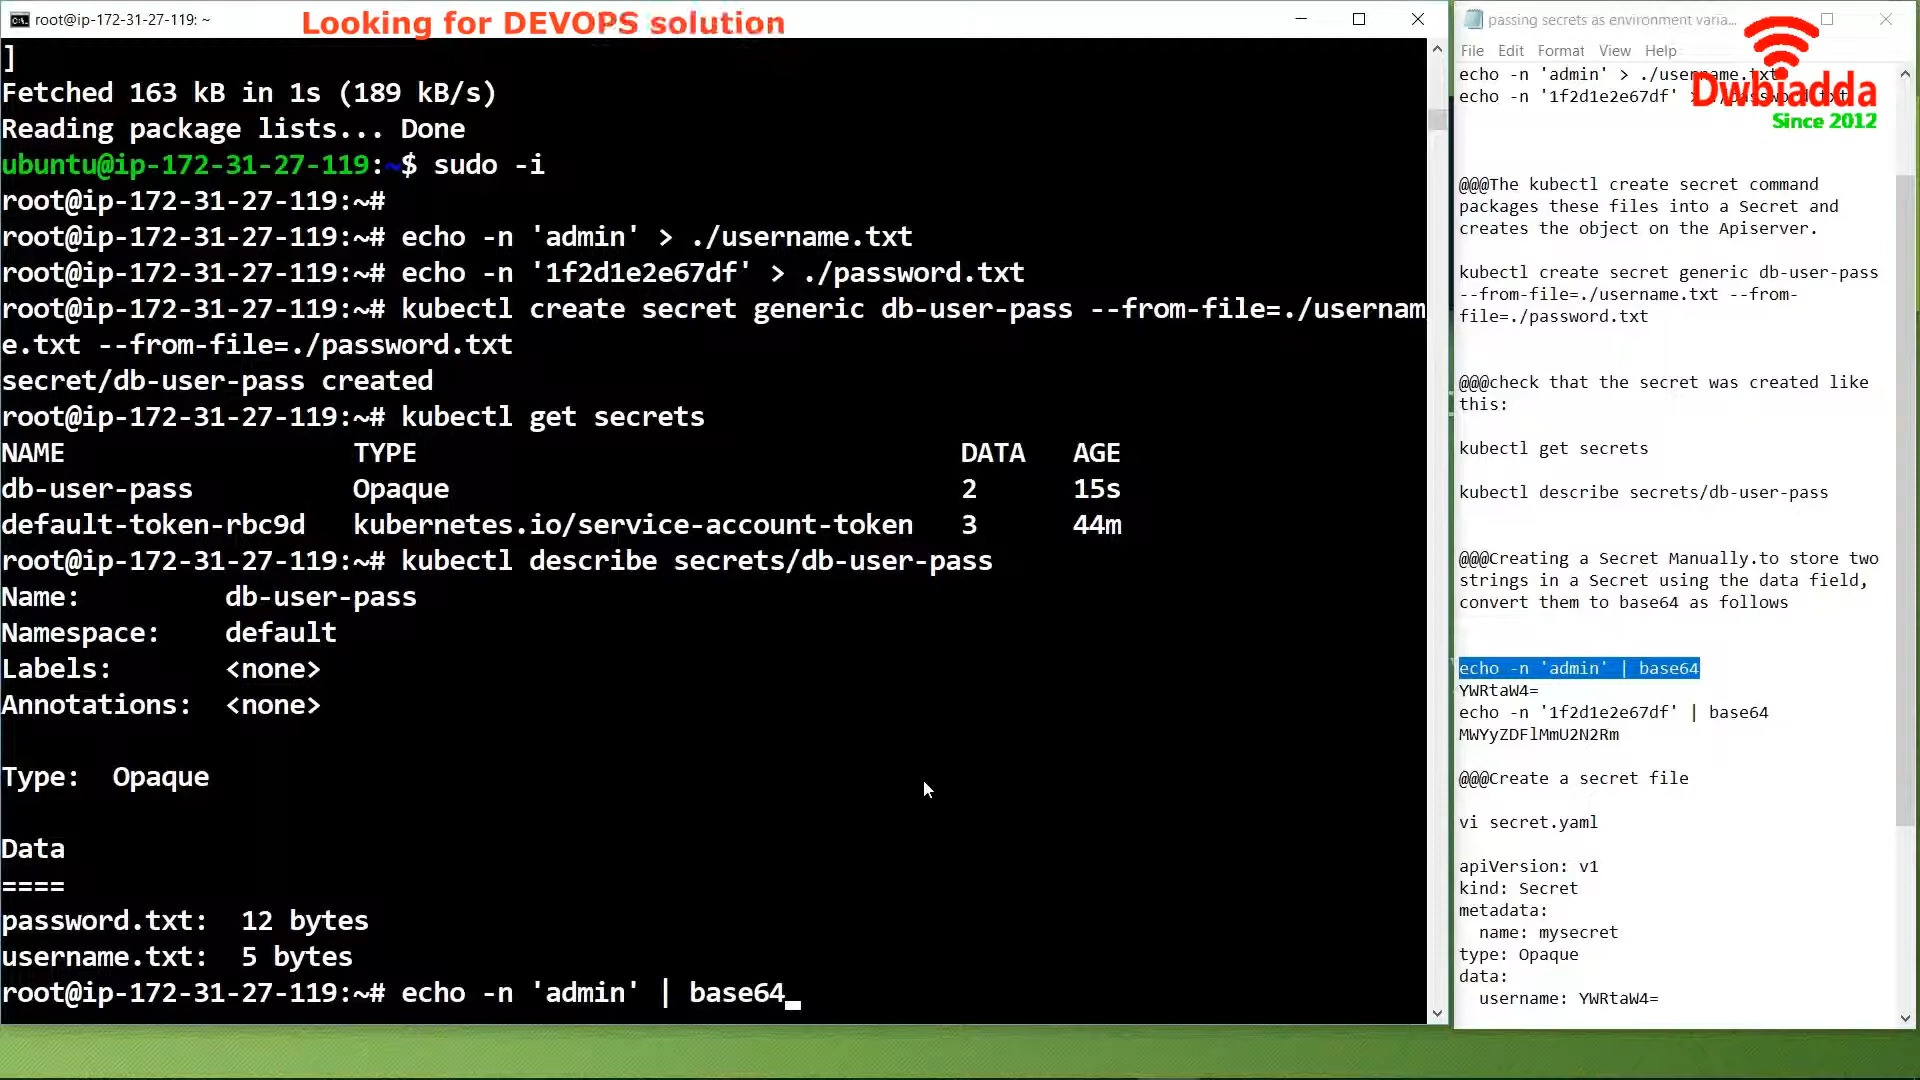 root@ip-172-31-27-119: ~
Looking for DEVOPS solution
]
Fetched 163 kB in 1s (189 kB/s)
Reading package lists... Done
ubuntu@ip-172-31-27-119:~$ sudo -i
root@ip-172-31-27-119:~#
root@ip-172-31-27-119:~# echo -n 'admin' > ./username.txt
root@ip-172-31-27-119:~# echo -n '1f2d1e2e67df' > ./password.txt
root@ip-172-31-27-119:~# kubectl create secret generic db-user-pass --from-file=./usernam
e.txt --from-file=./password.txt
secret/db-user-pass created
root@ip-172-31-27-119:~# kubectl get secrets
NAME TYPE DATA AGE
db-user-pass Opaque 2 15s
default-token-rbc9d kubernetes.io/service-account-token 3 44m
root@ip-172-31-27-119:~# kubectl describe secrets/db-user-pass
Name: db-user-pass
Namespace: default
Labels: <none>
Annotations: <none>
Type: Opaque
Data
====
password.txt: 12 bytes
username.txt: 5 bytes
root@ip-172-31-27-119:~# echo -n 'admin' | base64
passing secrets as environment varia...
File Edit Format View Help
echo -n 'admin' > ./username.txt
echo -n '1f2d1e2e67df' > ./password.txt
Dwbiadda
Since 2012
@@@The kubectl create secret command
packages these files into a Secret and
creates the object on the Apiserver.
kubectl create secret generic db-user-pass
--from-file=./username.txt --from-
file=./password.txt
@@@check that the secret was created like
this:
kubectl get secrets
kubectl describe secrets/db-user-pass
@@@Creating a Secret Manually.to store two
strings in a Secret using the data field,
convert them to base64 as follows
echo -n 'admin' | base64
YWRtaW4=
echo -n '1f2d1e2e67df' | base64
MWYyZDFlMmU2N2Rm
@@@Create a secret file
vi secret.yaml
apiVersion: v1
kind: Secret
metadata:
name: mysecret
type: Opaque
data:
username: YWRtaW4=